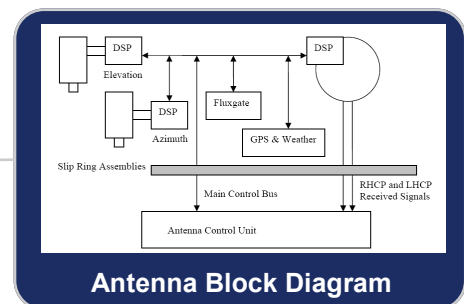 DSP
DSP
Elevation
DSP
Fluxgate
Azimuth
GPS & Weather
Slip Ring Assemblies
Main Control Bus
RHCP and LHCP
Received Signals
Antenna Control Unit
Antenna Block Diagram